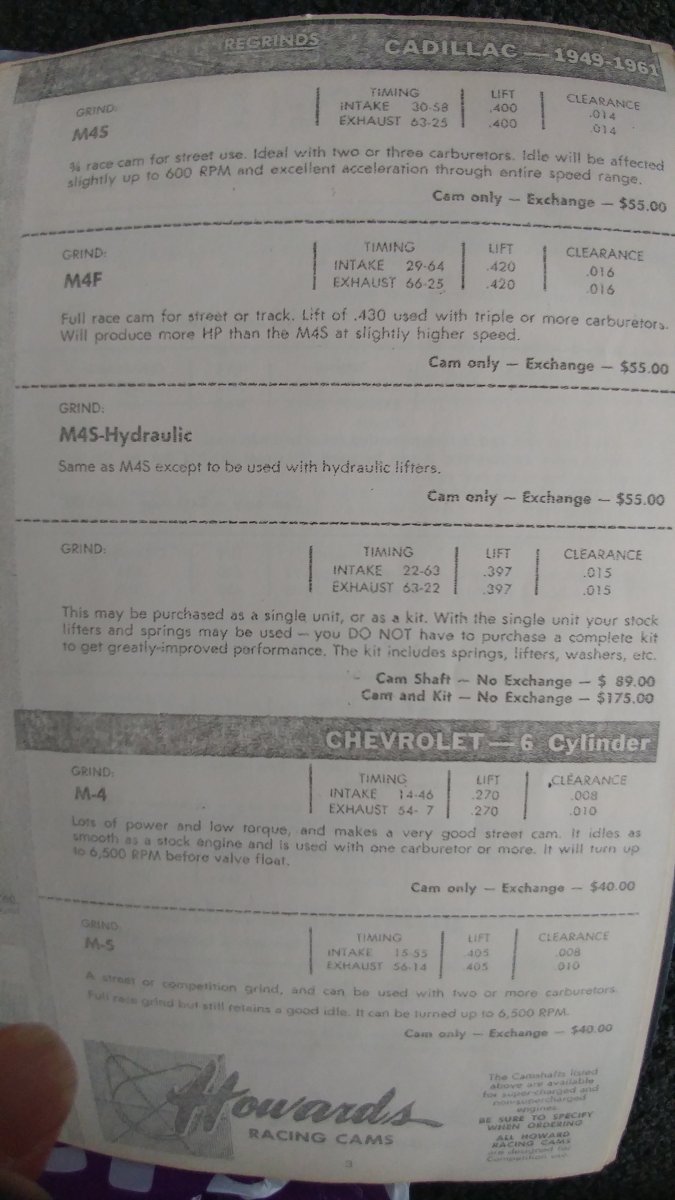 REGRINDS CADILLAC — 1949-1961
GRIND: TIMING LIFT CLEARANCE
M4S INTAKE 30-58 .400 .014
EXHAUST 63-25 .400 .014
¾ race cam for street use. Ideal with two or three carburetors. Idle will be affected
slightly up to 600 RPM and excellent acceleration through entire speed range.
Cam only — Exchange — $55.00
GRIND: TIMING LIFT CLEARANCE
M4F INTAKE 29-64 .420 .016
EXHAUST 66-25 .420 .016
Full race cam for street or track. Lift of .430 used with triple or more carburetors.
Will produce more HP than the M4S at slightly higher speed.
Cam only — Exchange — $55.00
GRIND:
M4S-Hydraulic
Same as M4S except to be used with hydraulic lifters.
Cam only — Exchange — $55.00
GRIND: TIMING LIFT CLEARANCE
INTAKE 22-63 .397 .015
EXHAUST 63-22 .397 .015
This may be purchased as a single unit, or as a kit. With the single unit your stock
lifters and springs may be used — you DO NOT have to purchase a complete kit
to get greatly-improved performance. The kit includes springs, lifters, washers, etc.
Cam Shaft — No Exchange — $ 89.00
Cam and Kit — No Exchange — $175.00
CHEVROLET — 6 Cylinder
GRIND: TIMING LIFT CLEARANCE
M-4 INTAKE 14-46 .270 .008
EXHAUST 54- 7 .270 .010
Lots of power and low torque, and makes a very good street cam. It idles as
smooth as a stock engine and is used with one carburetor or more. It will turn up
to 6,500 RPM before valve float.
Cam only — Exchange — $40.00
GRIND: TIMING LIFT CLEARANCE
M-5 INTAKE 15-55 .405 .008
EXHAUST 56-14 .405 .010
A street or competition grind, and can be used with two or more carburetors.
Full race grind but still retains a good idle. It can be turned up to 6,500 RPM.
Cam only — Exchange — $40.00
Howards
RACING CAMS
The Camshafts listed
above are available
for super-charged and
non-supercharged
engines.
BE SURE TO SPECIFY
WHEN ORDERING
ALL HOWARD
RACING CAMS
are designed for
Competition use.
3